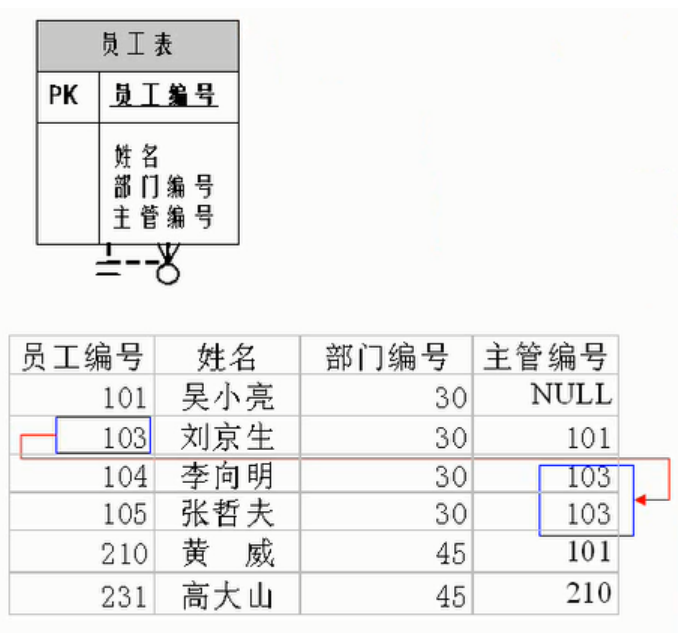 员工表
PK 员工编号
姓名
部门编号
主管编号
员工编号 姓名 部门编号 主管编号
101 吴小亮 30 NULL
103 刘京生 30 101
104 李向明 30 103
105 张哲夫 30 103
210 黄 威 45 101
231 高大山 45 210